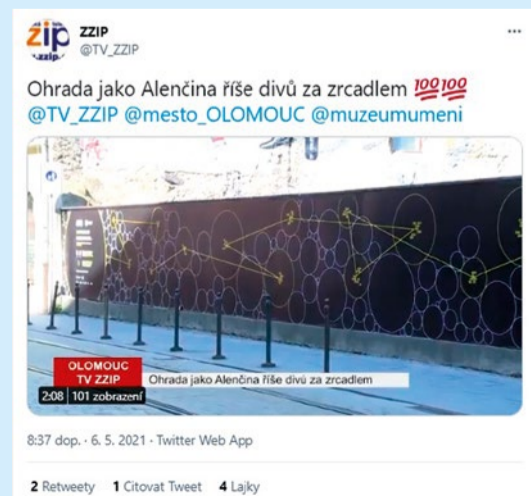 zip
.zzip.
ZZIP
@TV_ZZIP
Ohrada jako Alenčina říše divů za zrcadlem 💯💯
@TV_ZZIP @mesto_OLOMOUC @muzeumumeni
OLOMOUC
TV ZZIP
Ohrada jako Alenčina říše divů za zrcadlem
2:08 101 zobrazení
8:37 dop. · 6. 5. 2021 · Twitter Web App
2 Retweety 1 Citovat Tweet 4 Lajky